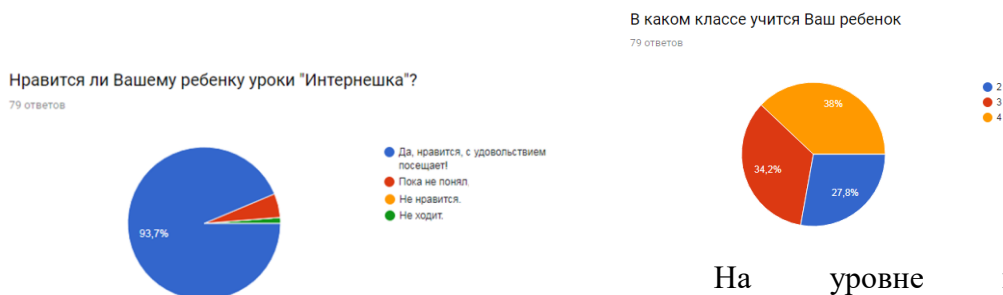 Нравится ли Вашему ребенку уроки "Интернешка"?
79 ответов
93,7%
Да, нравится, с удовольствием
посещает!
Пока не понял.
Не нравится.
Не ходит.
В каком классе учится Ваш ребенок
79 ответов
38%
34,2%
27,8%
2
3
4
На уровне